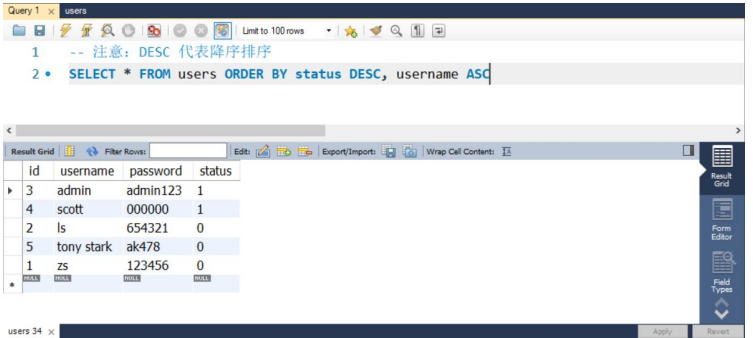 Query 1 × users
Limit to 100 rows
1 -- 注意：DESC 代表降序排序
2 SELECT * FROM users ORDER BY status DESC, username ASC
Result Grid Filter Rows: Edit: Export/Import: Wrap Cell Content: IA
id username password status
3 admin admin123 1
4 scott 000000 1
2 ls 654321 0
5 tony stark ak478 0
1 zs 123456 0
NULL NULL NULL NULL
Result Grid
Form Editor
Field Types
users 34 ×
Apply Revert